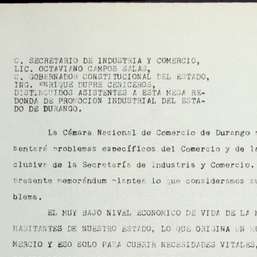 C. SECRETARIO DE INDUSTRIA Y COMERCIO,
LIC. OCTAVIANO CAMPOS SALAS,
C. GOBERNADOR CONSTITUCIONAL DEL ESTADO,
ING. ENRIQUE DUPRE CENICEROS,
DISTINGUIDOS ASISTENTES A ESTA MESA RE-
DONDA DE PROMOCION INDUSTRIAL DEL ESTA-
DO DE DURANGO.
La Cámara Nacional de Comercio de Durango
sentará problemas específicos del Comercio y de la
clusiva de la Secretaría de Industria y Comercio.
presente memorándum plantea lo que consideramos
blema.
EL MUY BAJO NIVEL ECONOMICO DE VIDA DE LA
HABITANTES DE NUESTRO ESTADO, LO QUE ORIGINA EN
MERCIO Y ESO SOLO PARA CUBRIR NECESIDADES VITALES,